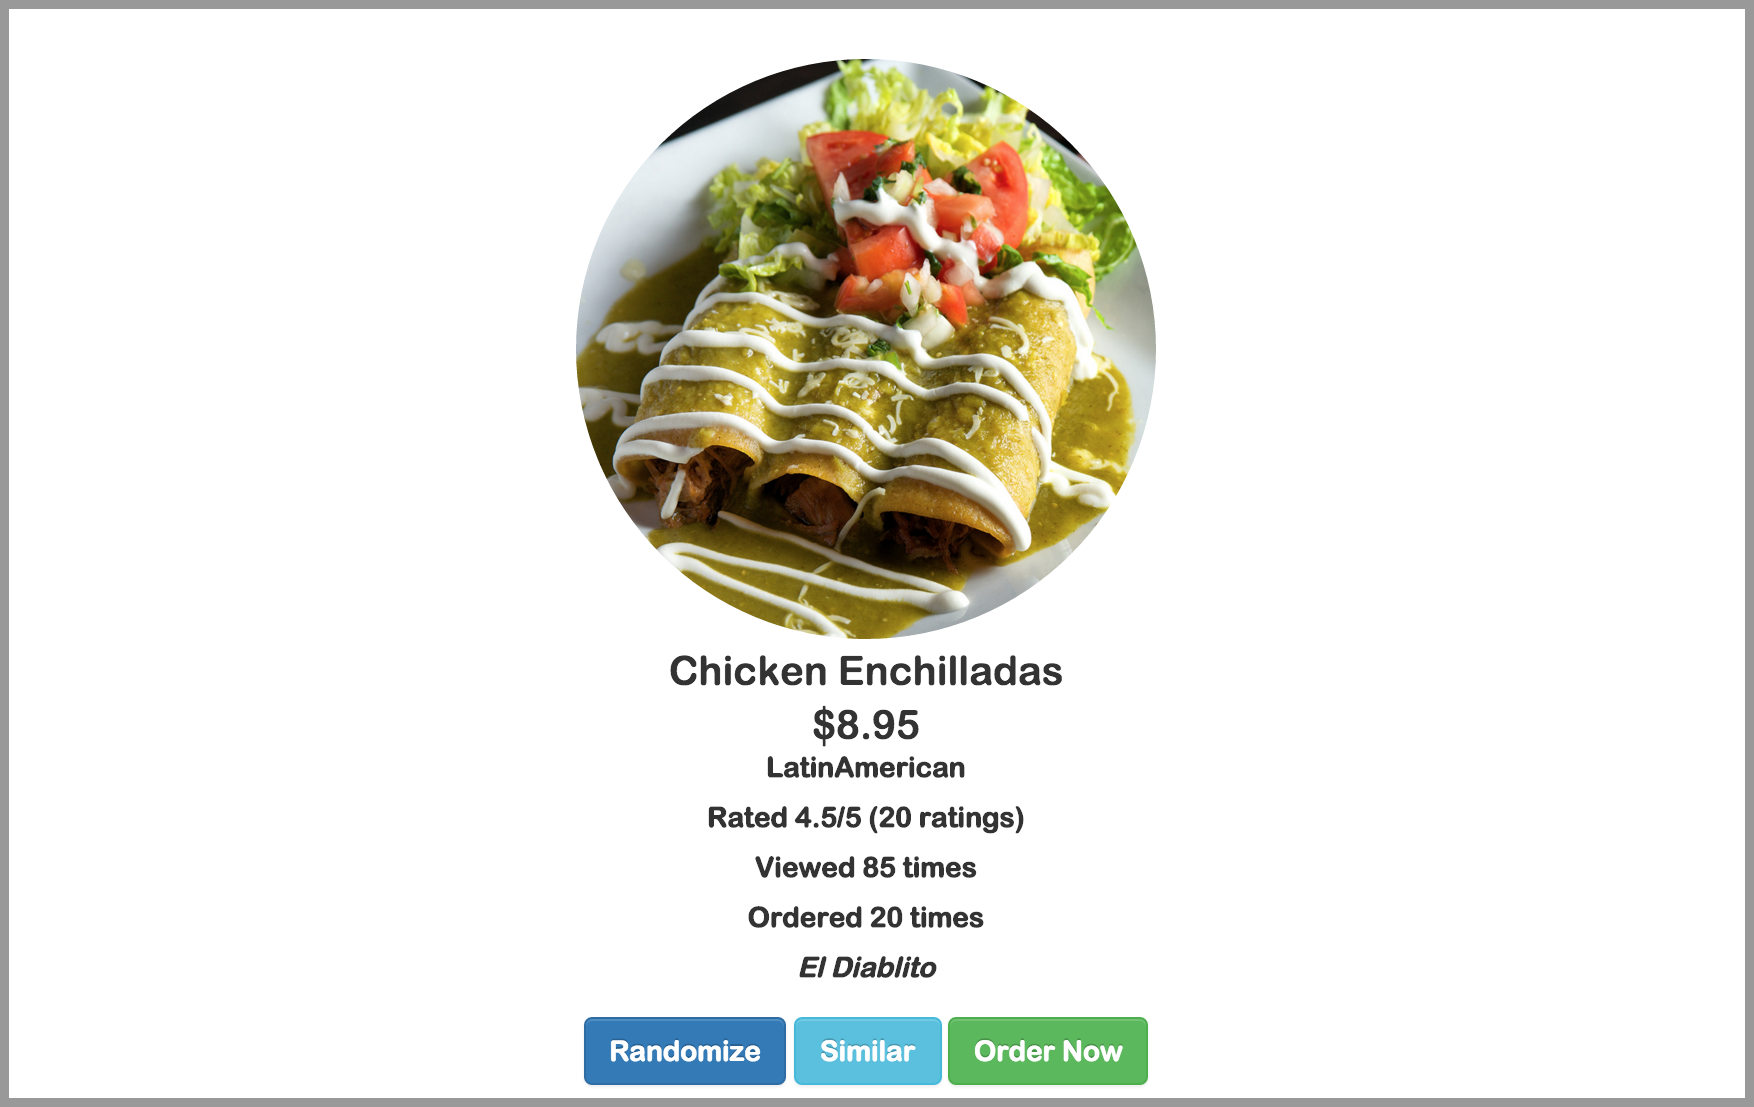 Chicken Enchilladas
$8.95
LatinAmerican
Rated 4.5/5 (20 ratings)
Viewed 85 times
Ordered 20 times
El Diablito
Randomize Similar Order Now